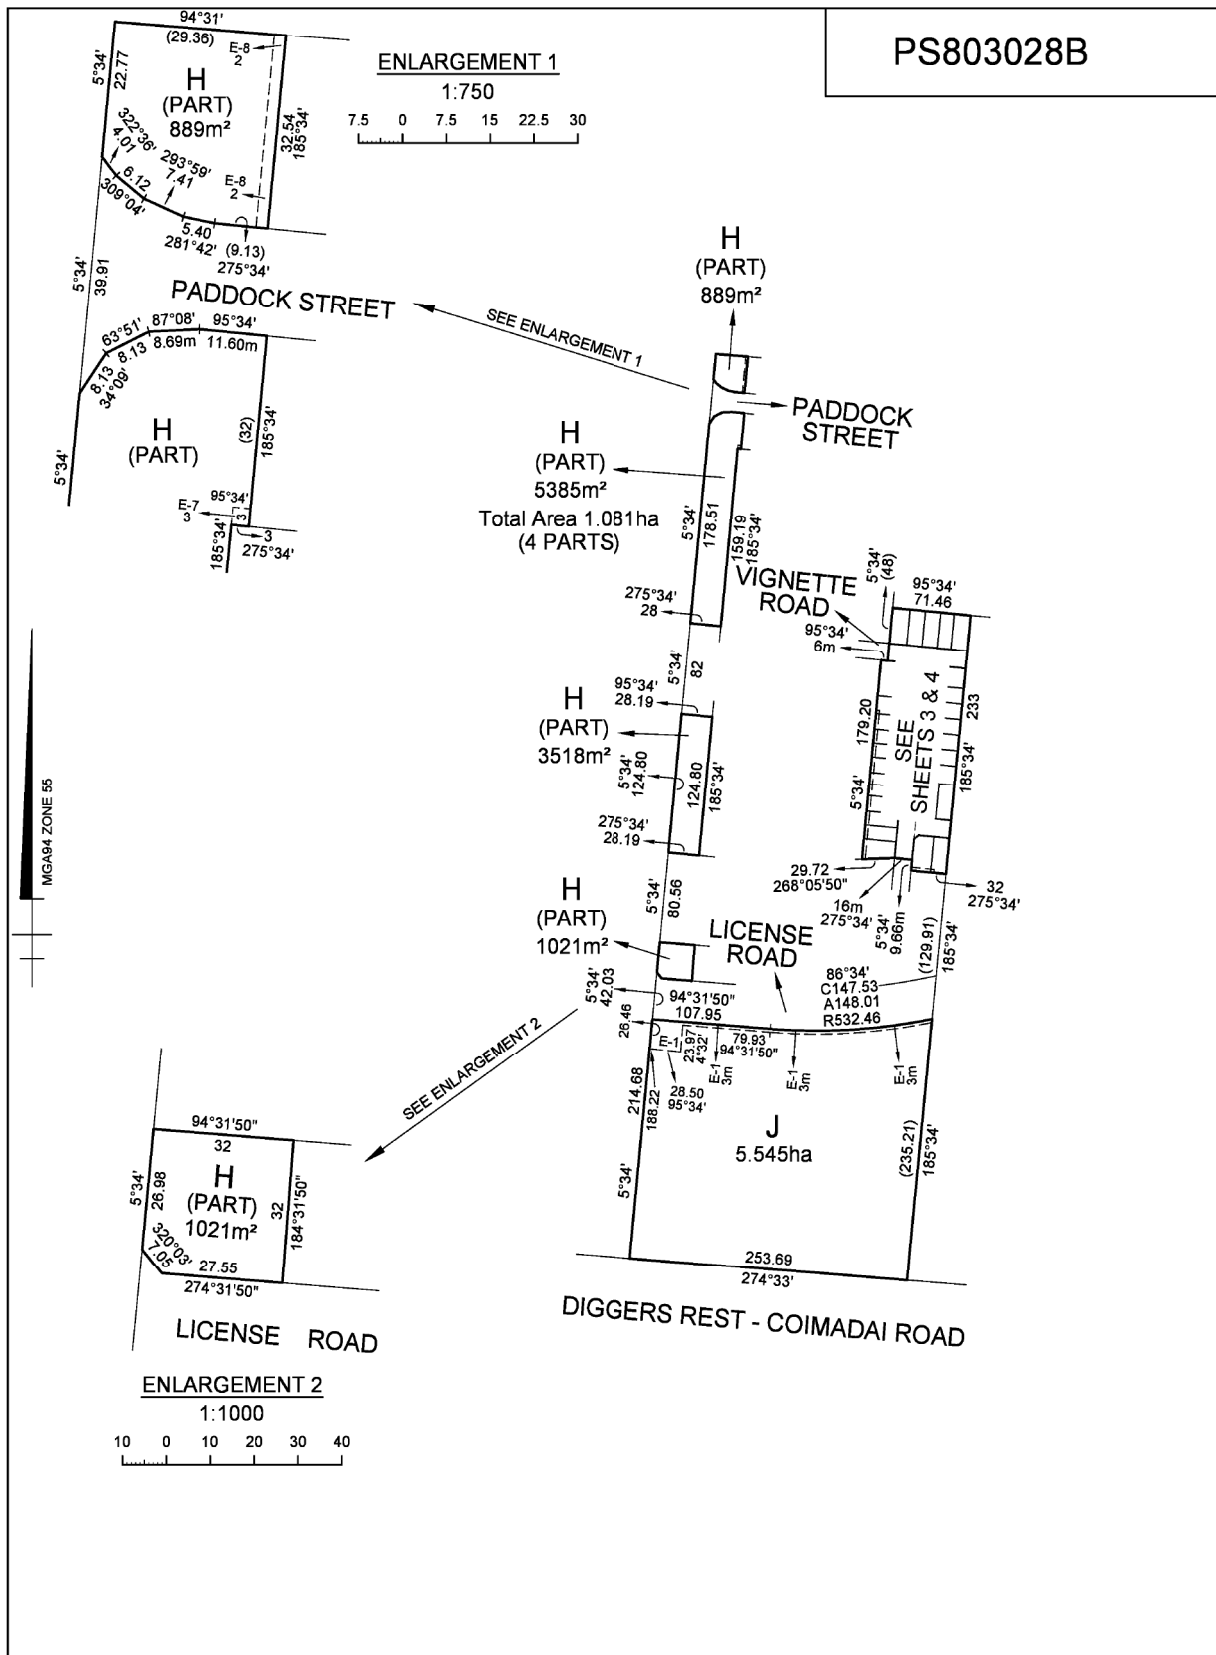 PS803028B
94°31'
(29.36)
E-8
2
5°34'
22.77
H
(PART)
889m²
32.54
185°34'
322°36'
4.01
293°59'
7.41
6.12
309°04'
E-8
2
5.40
281°42'
(9.13)
275°34'
ENLARGEMENT 1
1:750
7.5 0 7.5 15 22.5 30
5°34'
39.91
PADDOCK STREET
SEE ENLARGEMENT 1
63°51'
8.13
87°08'
8.69m
95°34'
11.60m
8.13
34°09'
H
(PART)
(32)
185°34'
5°34'
E-7
3
95°34'
3
3
275°34'
185°34'
H
(PART)
889m²
PADDOCK
STREET
H
(PART)
5385m²
Total Area 1.081ha
(4 PARTS)
5°34'
178.51
159.19
185°34'
275°34'
28
VIGNETTE
ROAD
5°34'
(48)
95°34'
71.46
95°34'
6m
5°34'
82
95°34'
28.19
H
(PART)
3518m²
5°34'
124.80
124.80
185°34'
275°34'
28.19
179.20
5°34'
SEE
SHEETS 3 & 4
233
185°34'
29.72
268°05'50"
16m
275°34'
5°34'
9.66m
32
275°34'
(129.91)
185°34'
5°34'
80.56
H
(PART)
1021m²
LICENSE
ROAD
86°34'
C147.53
A148.01
R532.46
5°34'
42.03
94°31'50"
107.95
26.46
E-1
23.97
4°32'
79.93
94°31'50"
E-1
3m
E-1
3m
E-1
3m
28.50
95°34'
214.68
188.22
5°34'
J
5.545ha
(235.21)
185°34'
253.69
274°33'
DIGGERS REST - COIMADAI ROAD
MGA94 ZONE 55
SEE ENLARGEMENT 2
94°31'50"
32
5°34'
26.98
H
(PART)
1021m²
32
184°31'50"
320°03'
7.05
27.55
274°31'50"
LICENSE ROAD
ENLARGEMENT 2
1:1000
10 0 10 20 30 40